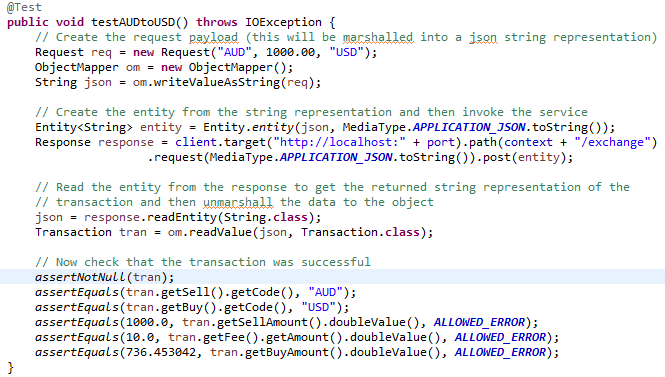 @Test
public void testAUDtoUSD() throws IOException {
// Create the request payload (this will be marshalled into a json string representation)
Request req = new Request("AUD", 1000.00, "USD");
ObjectMapper om = new ObjectMapper();
String json = om.writeValueAsString(req);
// Create the entity from the string representation and then invoke the service
Entity<String> entity = Entity.entity(json, MediaType.APPLICATION_JSON.toString());
Response response = client.target("http://localhost:" + port).path(context + "/exchange")
.request(MediaType.APPLICATION_JSON.toString()).post(entity);
// Read the entity from the response to get the returned string representation of the
// transaction and then unmarshall the data to the object
json = response.readEntity(String.class);
Transaction tran = om.readValue(json, Transaction.class);
// Now check that the transaction was successful
assertNotNull(tran);
assertEquals(tran.getSell().getCode(), "AUD");
assertEquals(tran.getBuy().getCode(), "USD");
assertEquals(1000.0, tran.getSellAmount().doubleValue(), ALLOWED_ERROR);
assertEquals(10.0, tran.getFee().getAmount().doubleValue(), ALLOWED_ERROR);
assertEquals(736.453042, tran.getBuyAmount().doubleValue(), ALLOWED_ERROR);
}